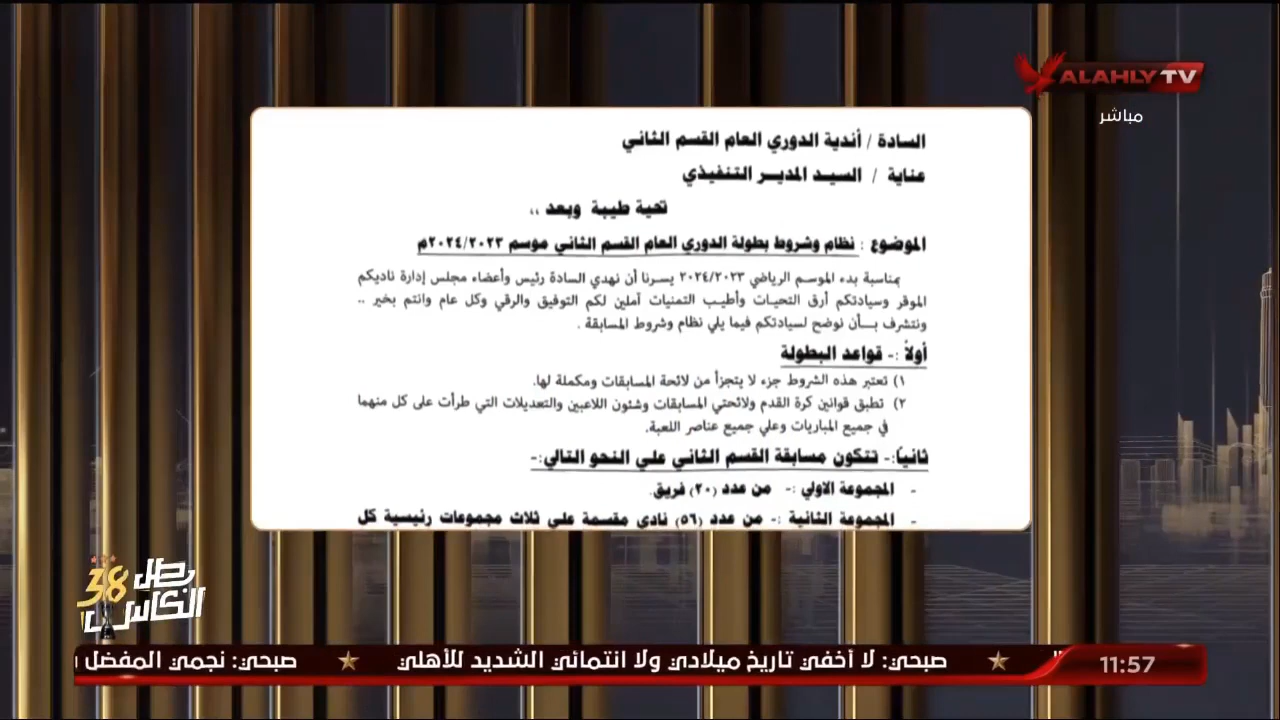 ALAHLY TV
مباشر
السادة / أندية الدوري العام القسم الثاني
عناية / السيد المدير التنفيذي
تحية طيبة وبعد ،،
الموضوع : نظام وشروط بطولة الدوري العام القسم الثاني موسم ٢٠٢٤/٢٠٢٣م
بمناسبة بدء الموسم الرياضي ٢٠٢٤/٢٠٢٣ يسرنا أن نهدي السادة رئيس وأعضاء مجلس إدارة ناديكم
الموقر وسيادتكم أرق التحيات وأطيب التمنيات آملين لكم التوفيق والرقي وكل عام وانتم بخير ..
ونتشرف بأن نوضح لسيادتكم فيما يلي نظام وشروط المسابقة .
أولاً :- قواعد البطولة
١) تعتبر هذه الشروط جزء لا يتجزأ من لائحة المسابقات ومكملة لها.
٢) تطبق قوانين كرة القدم ولائحتي المسابقات وشئون اللاعبين والتعديلات التي طرأت على كل منهما
في جميع المباريات وعلي جميع عناصر اللعبة.
ثانياً:- تتكون مسابقة القسم الثاني علي النحو التالي:-
- المجموعة الاولي :- من عدد (٢٠) فريق.
- المجموعة الثانية :- من عدد (٥٦) نادي مقسمة علي ثلاث مجموعات رئيسية كل
بطل الكاس 38
11:57
صبحي: لا أخفي تاريخ ميلادي ولا انتمائي الشديد للأهلي ★ صبحي: نجمي المفضل